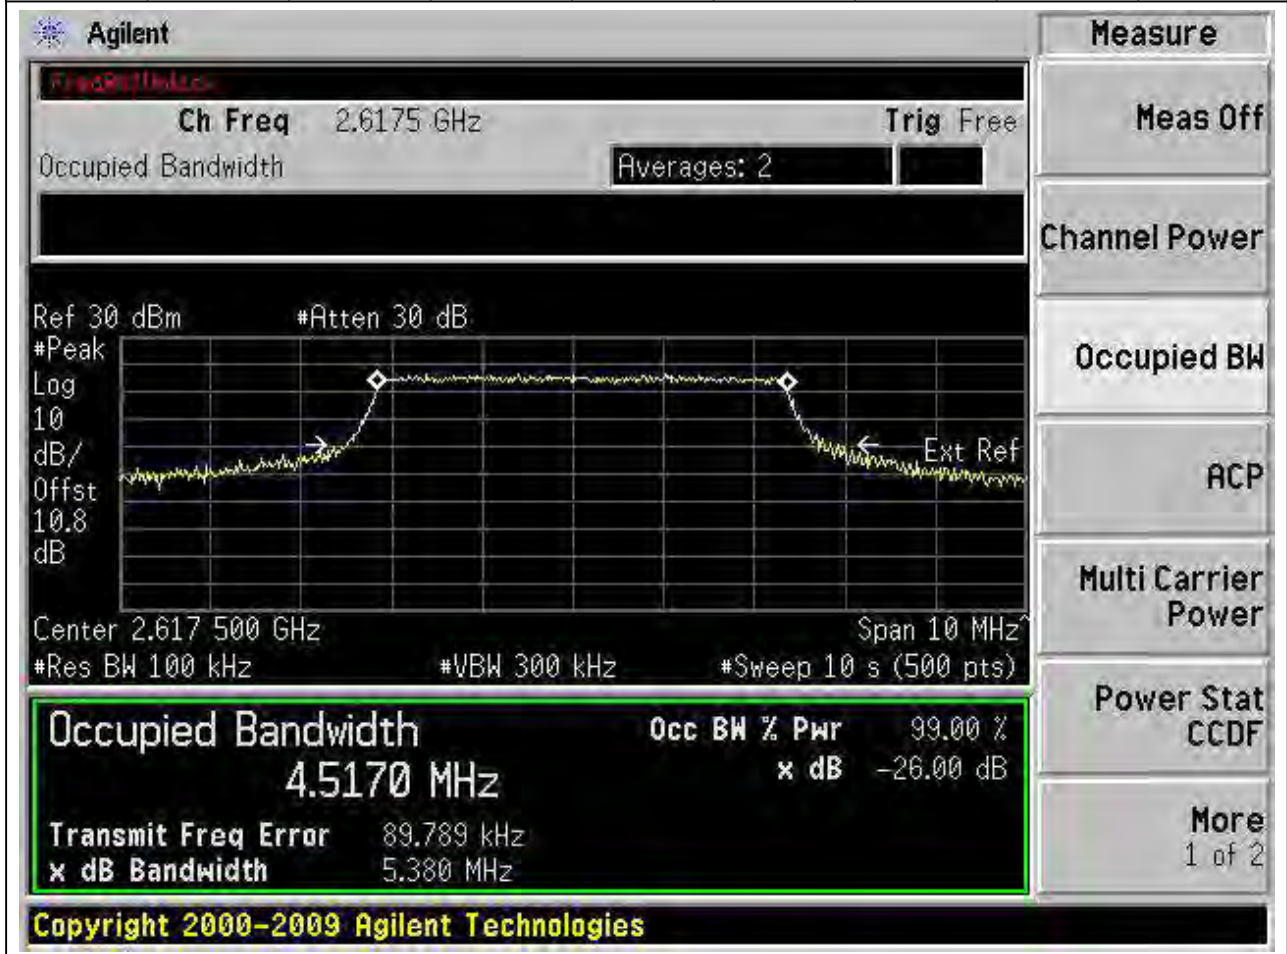 Agilent
Measure
Ch Freq 2.6175 GHz Trig Free
Meas Off
Occupied Bandwidth Averages: 2
Channel Power
Ref 30 dBm #Atten 30 dB
#Peak
Log
10
dB/
Offst
10.8
dB
Ext Ref
Occupied BW
ACP
Center 2.617 500 GHz Span 10 MHz^
#Res BW 100 kHz #VBW 300 kHz #Sweep 10 s (500 pts)
Multi Carrier
Power
Occupied Bandwidth
4.5170 MHz
Occ BW % Pwr 99.00 %
x dB -26.00 dB
Transmit Freq Error 89.789 kHz
x dB Bandwidth 5.380 MHz
Power Stat
CCDF
More
1 of 2
Copyright 2000-2009 Agilent Technologies